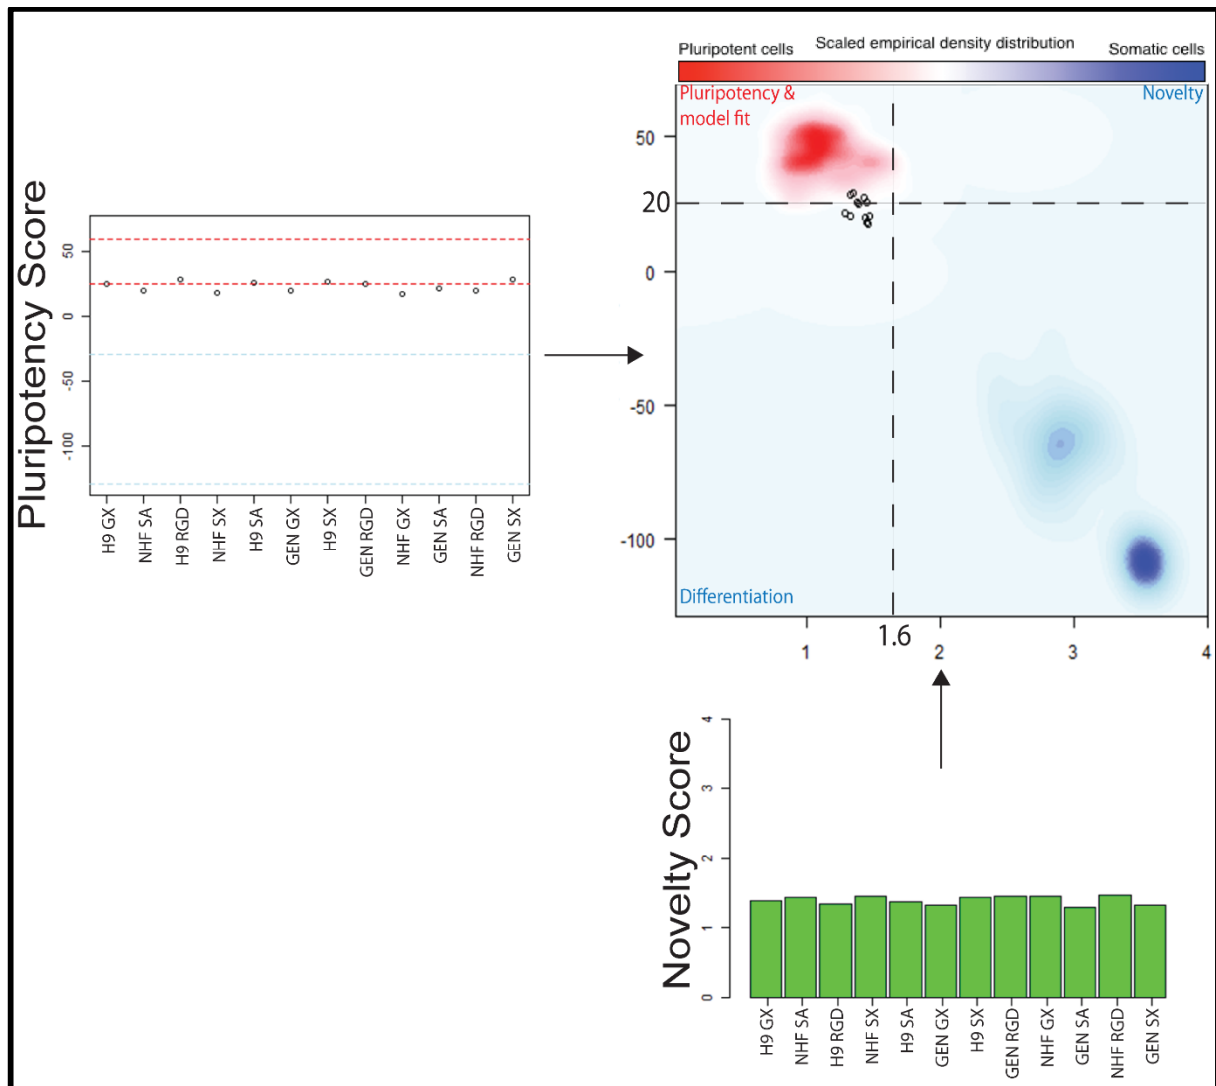 Pluripotent cells Scaled empirical density distribution Somatic cells
Pluripotency &
model fit
Novelty
50
20
0
-50
-100
Differentiation
1
1.6
2
3
4
Pluripotency Score
50
0
-50
-100
H9 GX
NHF SA
H9 RGD
NHF SX
H9 SA
GEN GX
H9 SX
GEN RGD
NHF GX
GEN SA
NHF RGD
GEN SX
Novelty Score
4
3
2
1
0
H9 GX
NHF SA
H9 RGD
NHF SX
H9 SA
GEN GX
H9 SX
GEN RGD
NHF GX
GEN SA
NHF RGD
GEN SX